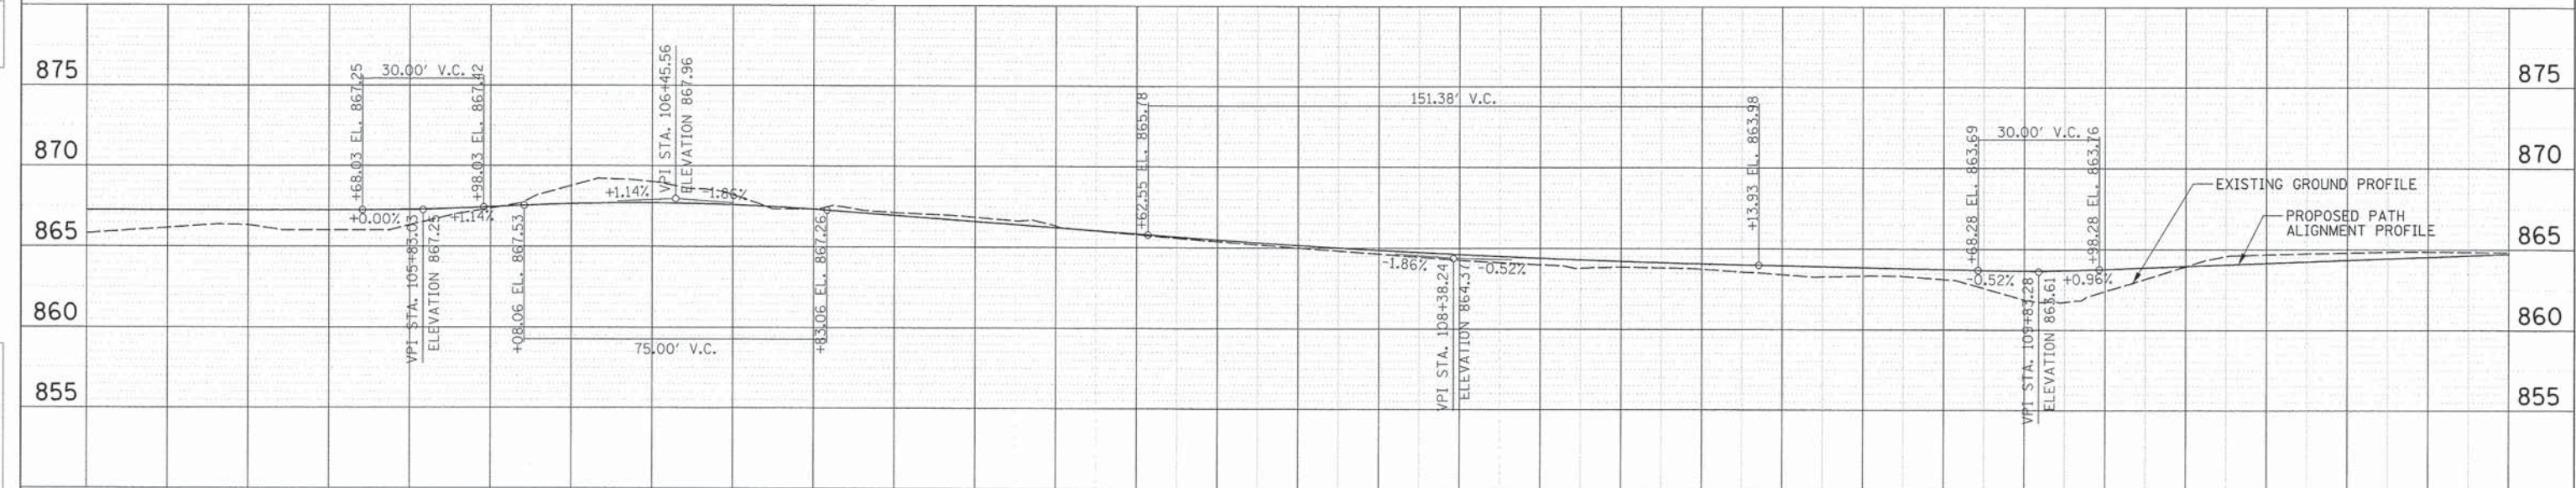 875
870
865
860
855
+68.03 EL. 867.25
30.00' V.C.
+98.03 EL. 867.42
+0.00%
VPI STA. 105+83.03
ELEVATION 867.25
+1.14%
+08.06 EL. 867.53
75.00' V.C.
+83.06 EL. 867.26
+1.14%
VPI STA. 106+45.56
ELEVATION 867.96
-1.86%
+62.55 EL. 865.78
151.38' V.C.
+13.93 EL. 863.98
-1.86%
VPI STA. 108+38.24
ELEVATION 864.37
-0.52%
+68.28 EL. 863.69
30.00' V.C.
+98.28 EL. 863.76
-0.52%
VPI STA. 109+83.28
ELEVATION 863.61
+0.96%
EXISTING GROUND PROFILE
PROPOSED PATH
ALIGNMENT PROFILE
875
870
865
860
855